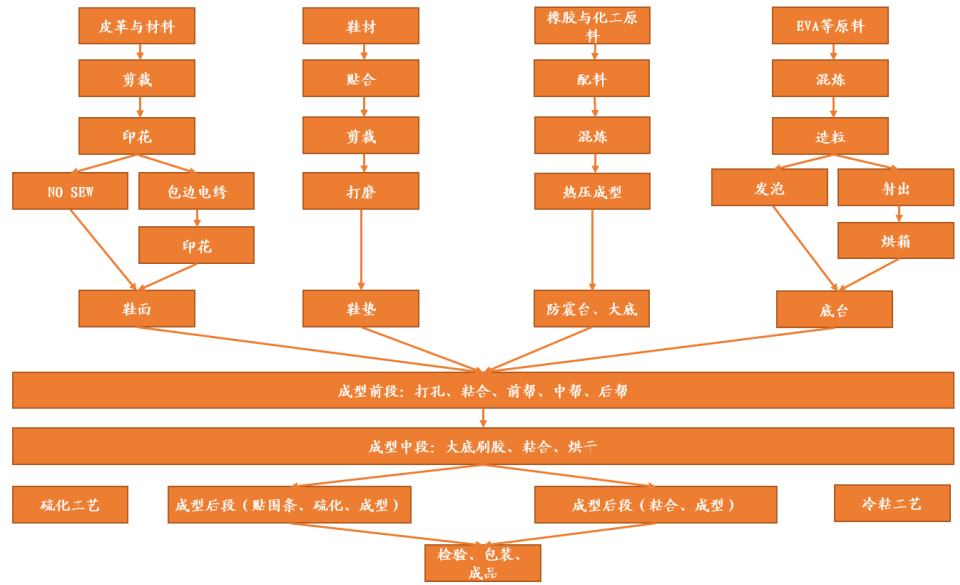 皮革与材料
鞋材
橡胶与化工原
料
EVA等原料
剪裁
贴合
配料
混炼
印花
剪裁
混炼
造粒
NO SEW
包边电绣
打磨
热压成型
发泡
射出
印花
烘箱
鞋面
鞋垫
防震台、大底
底台
成型前段：打孔、粘合、前帮、中帮、后帮
成型中段：大底刷胶、粘合、烘干
硫化工艺
成型后段（贴围条、硫化、成型）
成型后段（粘合、成型）
冷粘工艺
检验、包装、
成品